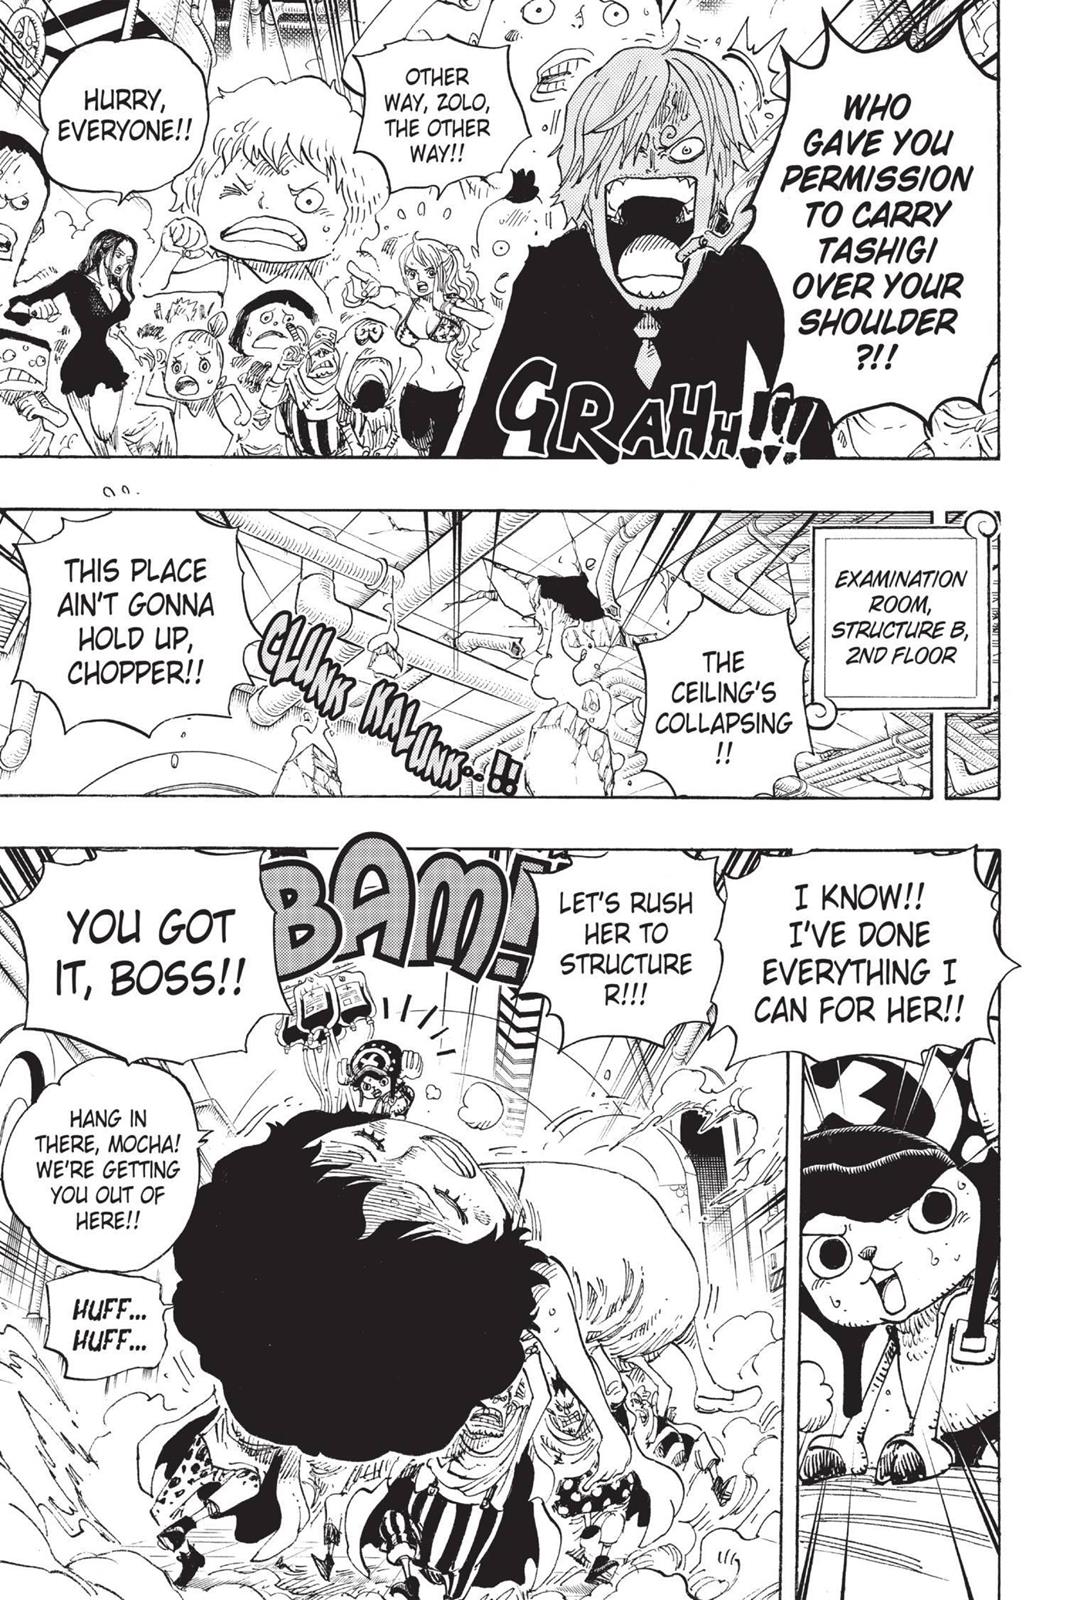 WHO
GAVE YOU
PERMISSION
TO CARRY
TASHIGI
OVER YOUR
SHOULDER
?!!
GRAHH!!!
OTHER
WAY, ZOLO,
THE OTHER
WAY!!
HURRY,
EVERYONE!!
EXAMINATION
ROOM,
STRUCTURE B,
2ND FLOOR
THE
CEILING'S
COLLAPSING
!!
CLUNK KALUNK..!!
THIS PLACE
AIN'T GONNA
HOLD UP,
CHOPPER!!
I KNOW!!
I'VE DONE
EVERYTHING I
CAN FOR HER!!
LET'S RUSH
HER TO
STRUCTURE
R!!!
BAM!
YOU GOT
IT, BOSS!!
HANG IN
THERE, MOCHA!
WE'RE GETTING
YOU OUT OF
HERE!!
HUFF...
HUFF...